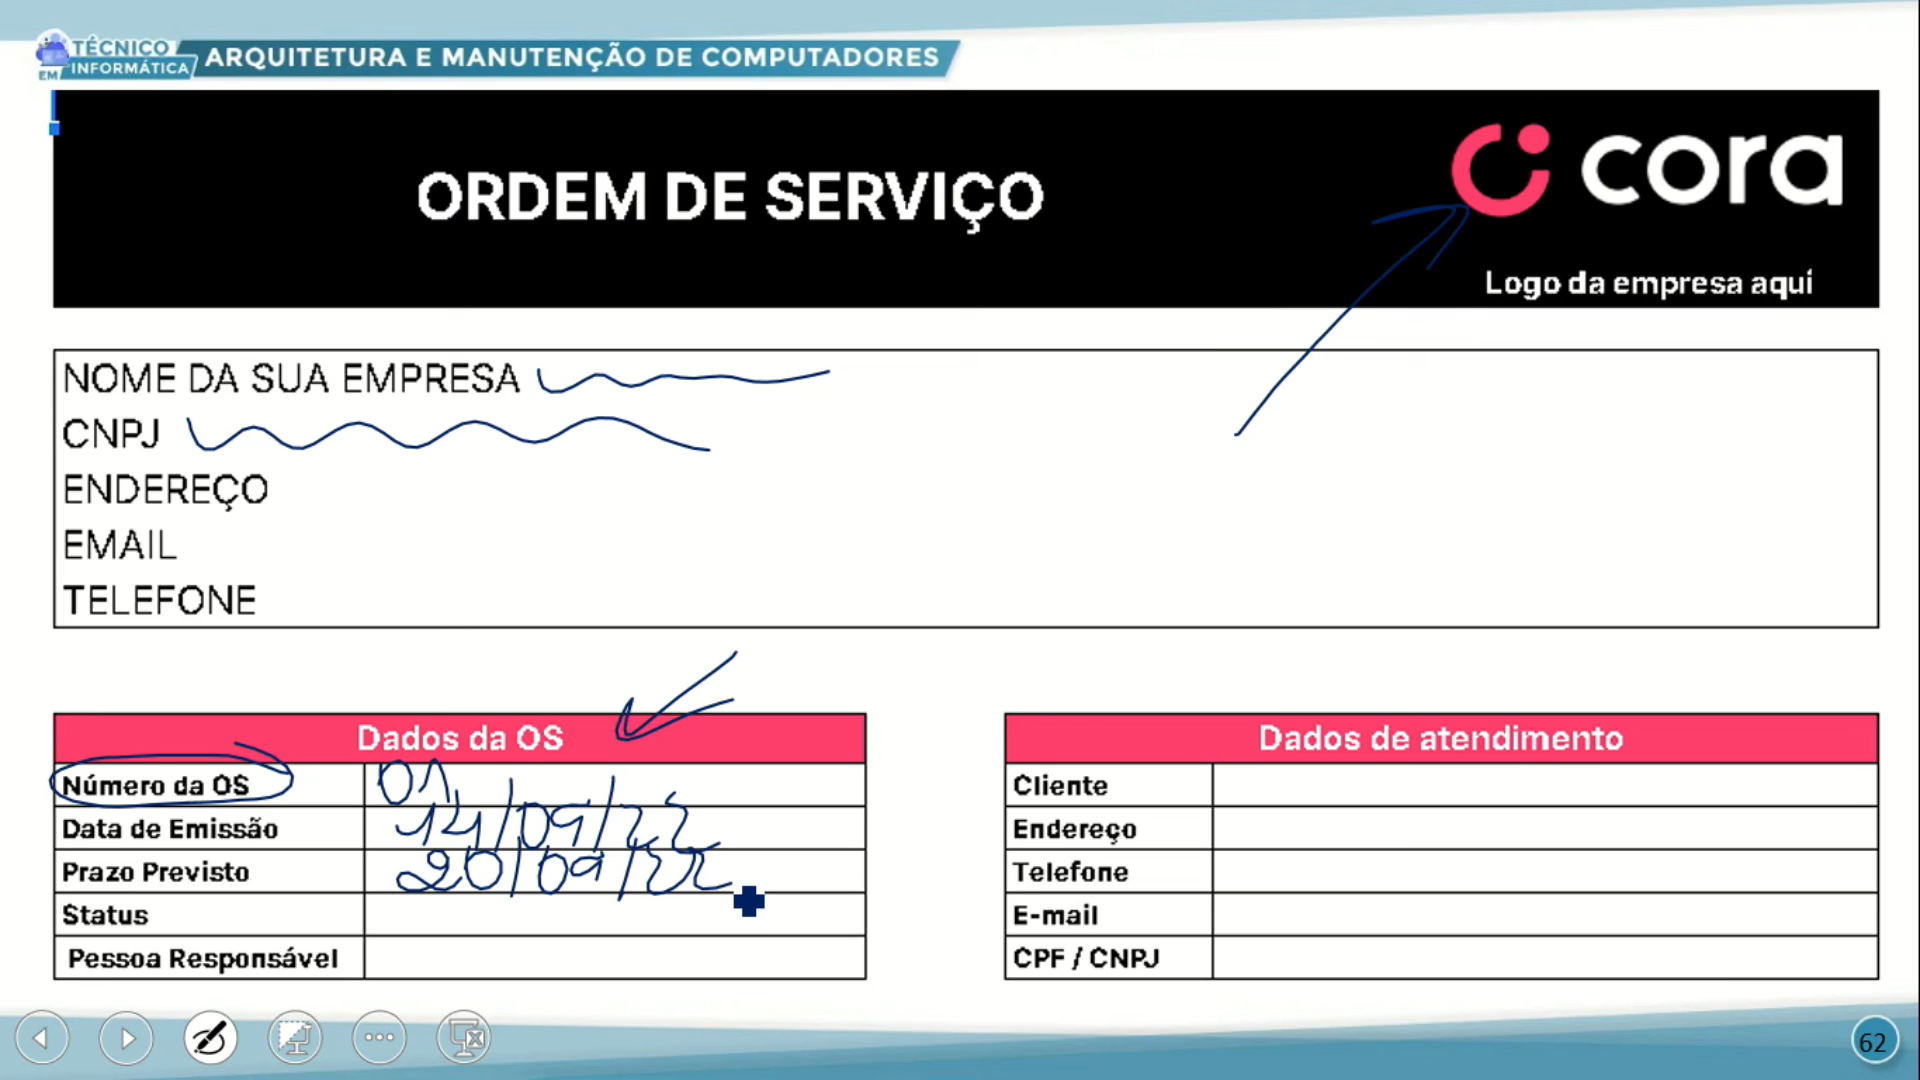 TÉCNICO
EM INFORMÁTICA
ARQUITETURA E MANUTENÇÃO DE COMPUTADORES
ORDEM DE SERVIÇO
cora
Logo da empresa aqui
NOME DA SUA EMPRESA
CNPJ
ENDEREÇO
EMAIL
TELEFONE
Dados da OS
Número da OS 01
Data de Emissão 14/09/22
Prazo Previsto 20/09/22
Status
Pessoa Responsável
Dados de atendimento
Cliente
Endereço
Telefone
E-mail
CPF / CNPJ
62